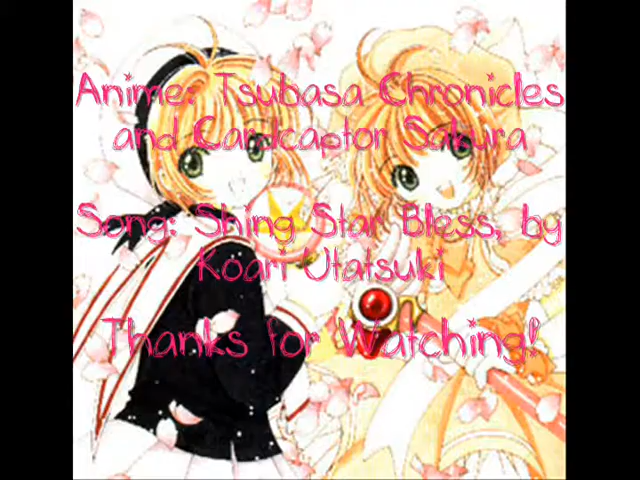 Anime: Tsubasa Chronicles
and Cardcaptor Sakura
Song: Shing Star Bless, by
Koari Utatsuki
Thanks for Watching!